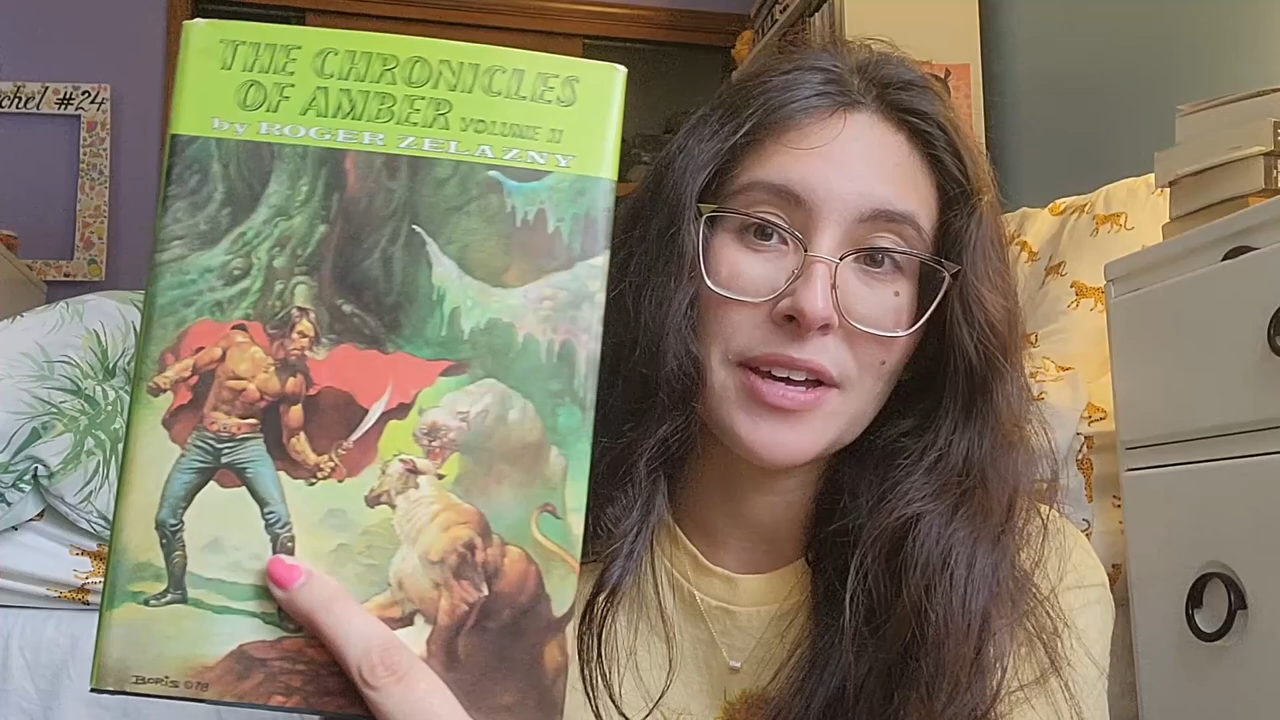 chel #24
THE CHRONICLES
OF AMBER VOLUME II
by ROGER ZELAZNY
BORIS ©78